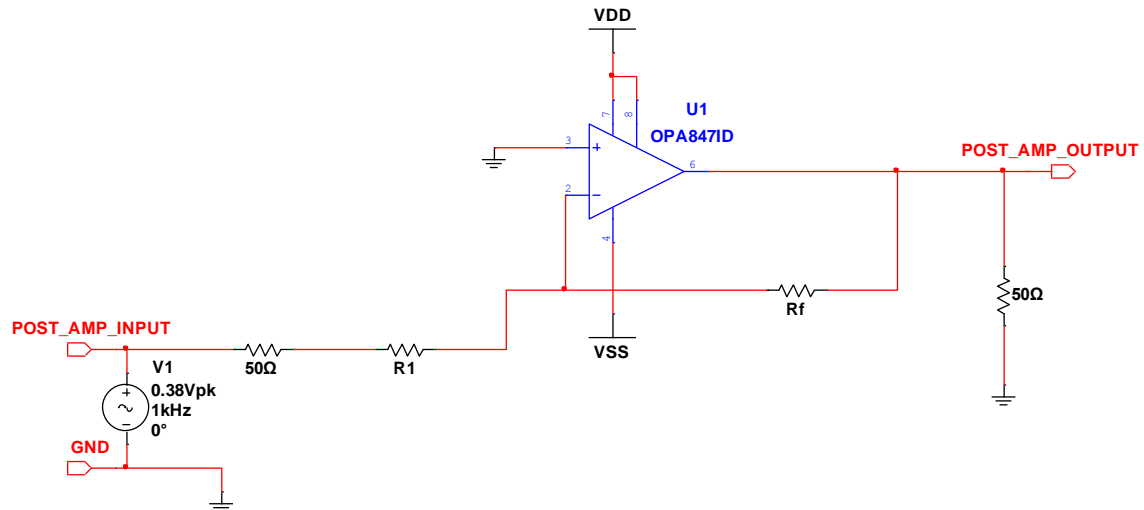 VDD
U1
OPA847ID
7
8
3
+
2
−
6
4
POST_AMP_OUTPUT
Rf
50Ω
VSS
POST_AMP_INPUT
50Ω
R1
V1
+
0.38Vpk
1kHz
−
0°
GND